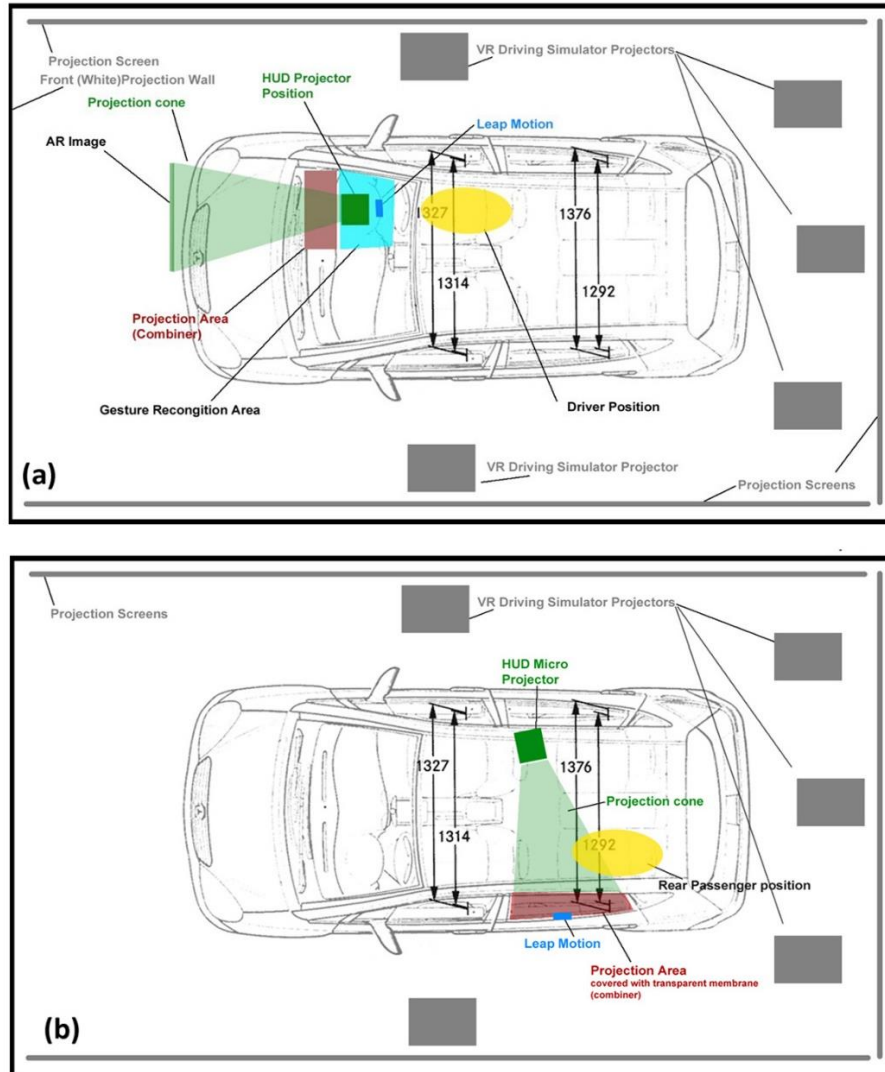 Projection Screen
Front (White)Projection Wall
Projection cone
AR Image
HUD Projector
Position
Leap Motion
VR Driving Simulator Projectors
1327
1314
1376
1292
Projection Area
(Combiner)
Gesture Recongition Area
Driver Position
(a)
VR Driving Simulator Projector
Projection Screens
Projection Screens
VR Driving Simulator Projectors
HUD Micro
Projector
1327
1314
1376
1292
Projection cone
Rear Passenger position
Leap Motion
Projection Area
covered with transparent membrane
(combiner)
(b)